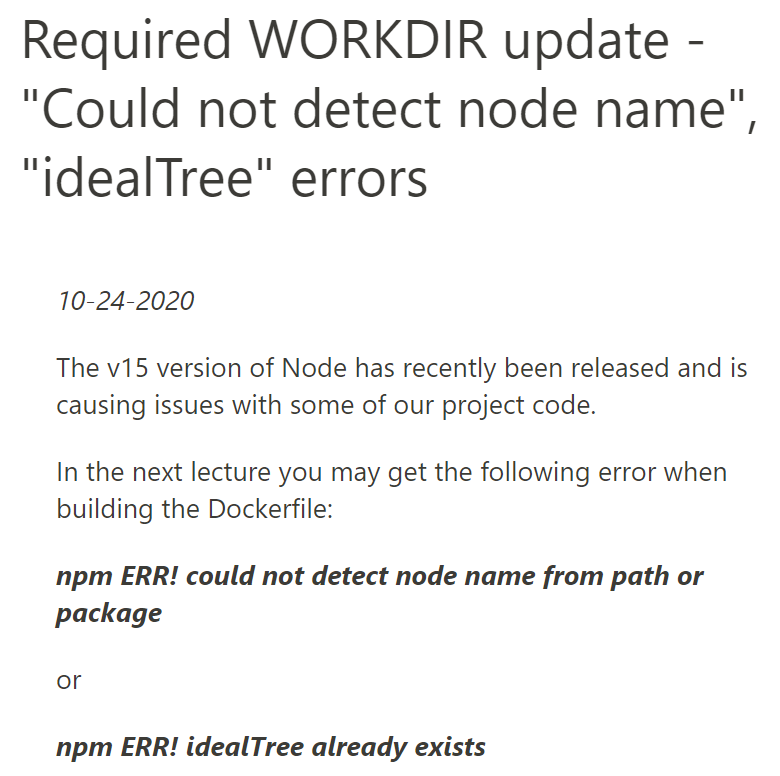 Required WORKDIR update -
"Could not detect node name",
"idealTree" errors
10-24-2020
The v15 version of Node has recently been released and is
causing issues with some of our project code.
In the next lecture you may get the following error when
building the Dockerfile:
npm ERR! could not detect node name from path or
package
or
npm ERR! idealTree already exists